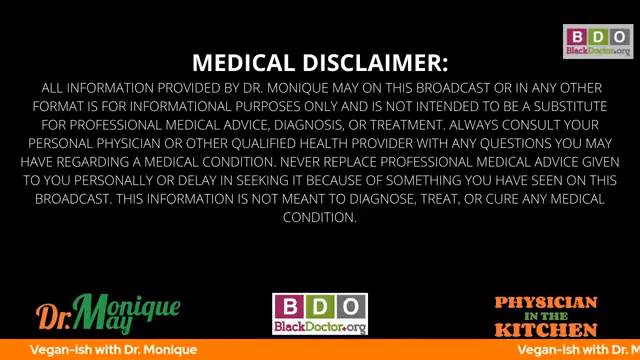 BDO
BlackDoctor.org
MEDICAL DISCLAIMER:
ALL INFORMATION PROVIDED BY DR. MONIQUE MAY ON THIS BROADCAST OR IN ANY OTHER
FORMAT IS FOR INFORMATIONAL PURPOSES ONLY AND IS NOT INTENDED TO BE A SUBSTITUTE
FOR PROFESSIONAL MEDICAL ADVICE, DIAGNOSIS, OR TREATMENT. ALWAYS CONSULT YOUR
PERSONAL PHYSICIAN OR OTHER QUALIFIED HEALTH PROVIDER WITH ANY QUESTIONS YOU MAY
HAVE REGARDING A MEDICAL CONDITION. NEVER REPLACE PROFESSIONAL MEDICAL ADVICE GIVEN
TO YOU PERSONALLY OR DELAY IN SEEKING IT BECAUSE OF SOMETHING YOU HAVE SEEN ON THIS
BROADCAST. THIS INFORMATION IS NOT MEANT TO DIAGNOSE, TREAT, OR CURE ANY MEDICAL
CONDITION.
Dr. Monique
May
BDO
BlackDoctor.org
PHYSICIAN
IN THE
KITCHEN
Vegan-ish with Dr. Monique
Vegan-ish with Dr. M